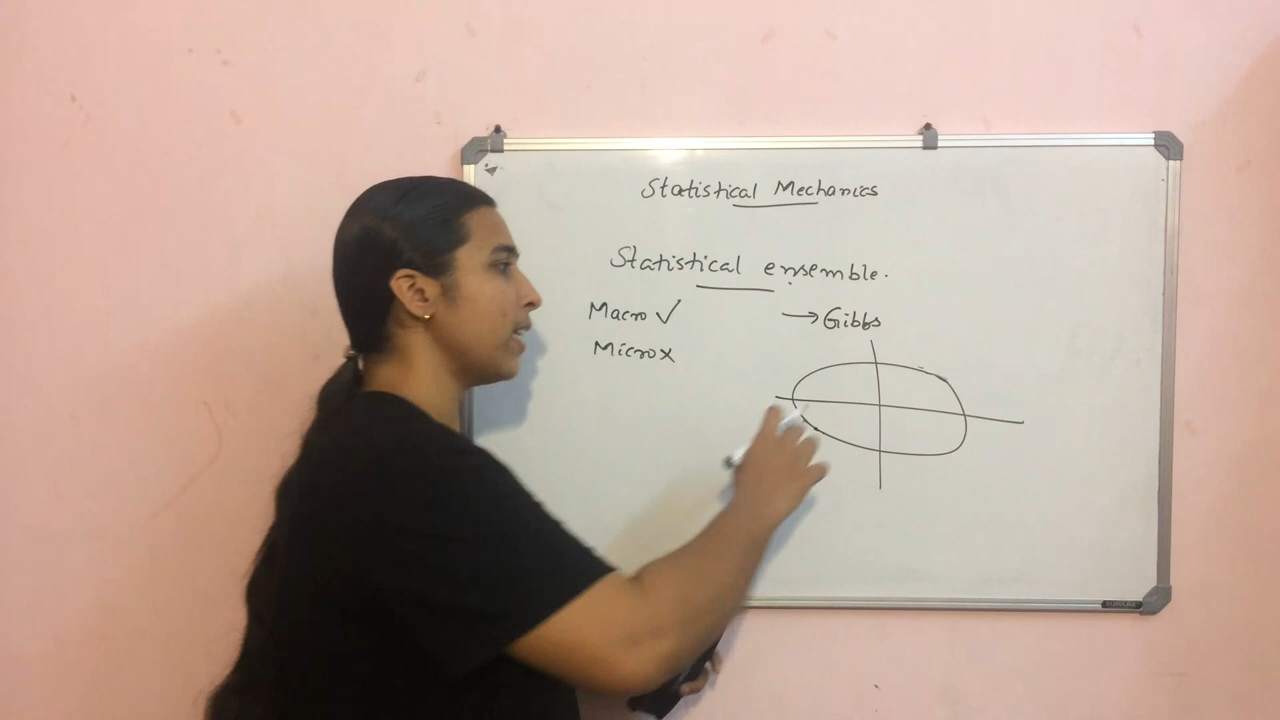 Statistical Mechanics
Statistical ensemble.
Macro ✓
→ Gibbs
Micro x